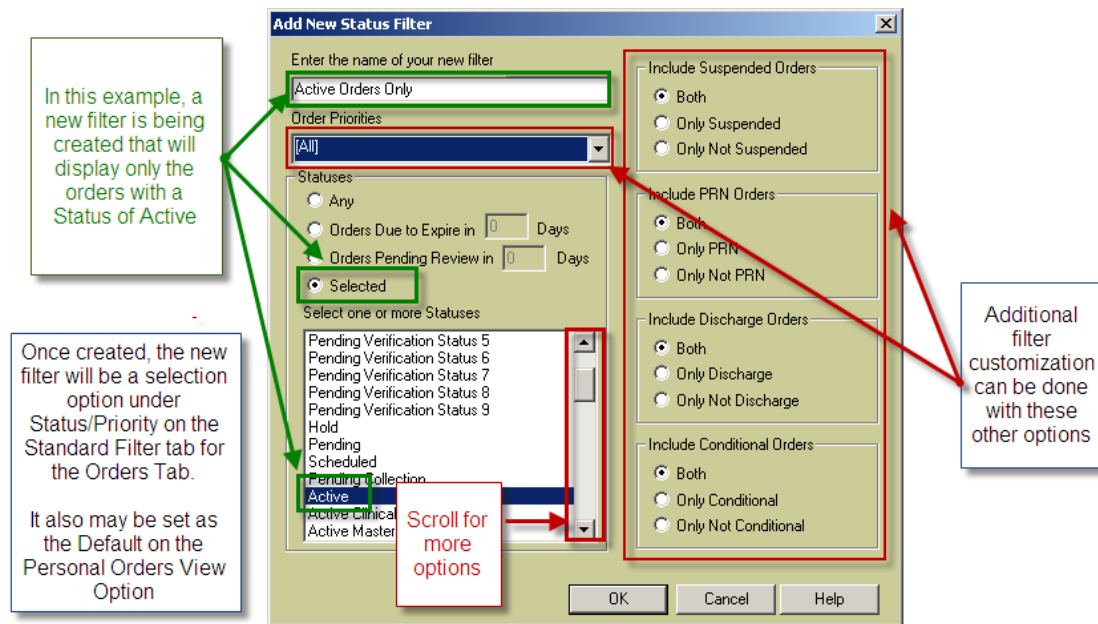 In this example, a
new filter is being
created that will
display only the
orders with a
Status of Active
Once created, the new
filter will be a selection
option under
Status/Priority on the
Standard Filter tab for
the Orders Tab.
It also may be set as
the Default on the
Personal Orders View
Option
Add New Status Filter
Enter the name of your new filter
Active Orders Only
Order Priorities
[All]
Statuses
Any
Orders Due to Expire in 0 Days
Orders Pending Review in 0 Days
Selected
Select one or more Statuses
Pending Verification Status 5
Pending Verification Status 6
Pending Verification Status 7
Pending Verification Status 8
Pending Verification Status 9
Hold
Pending
Scheduled
Pending Collection
Active
Active Clinical
Active Master
Scroll for
more
options
Include Suspended Orders
Both
Only Suspended
Only Not Suspended
Include PRN Orders
Both
Only PRN
Only Not PRN
Include Discharge Orders
Both
Only Discharge
Only Not Discharge
Include Conditional Orders
Both
Only Conditional
Only Not Conditional
OK
Cancel
Help
Additional
filter
customization
can be done
with these
other options